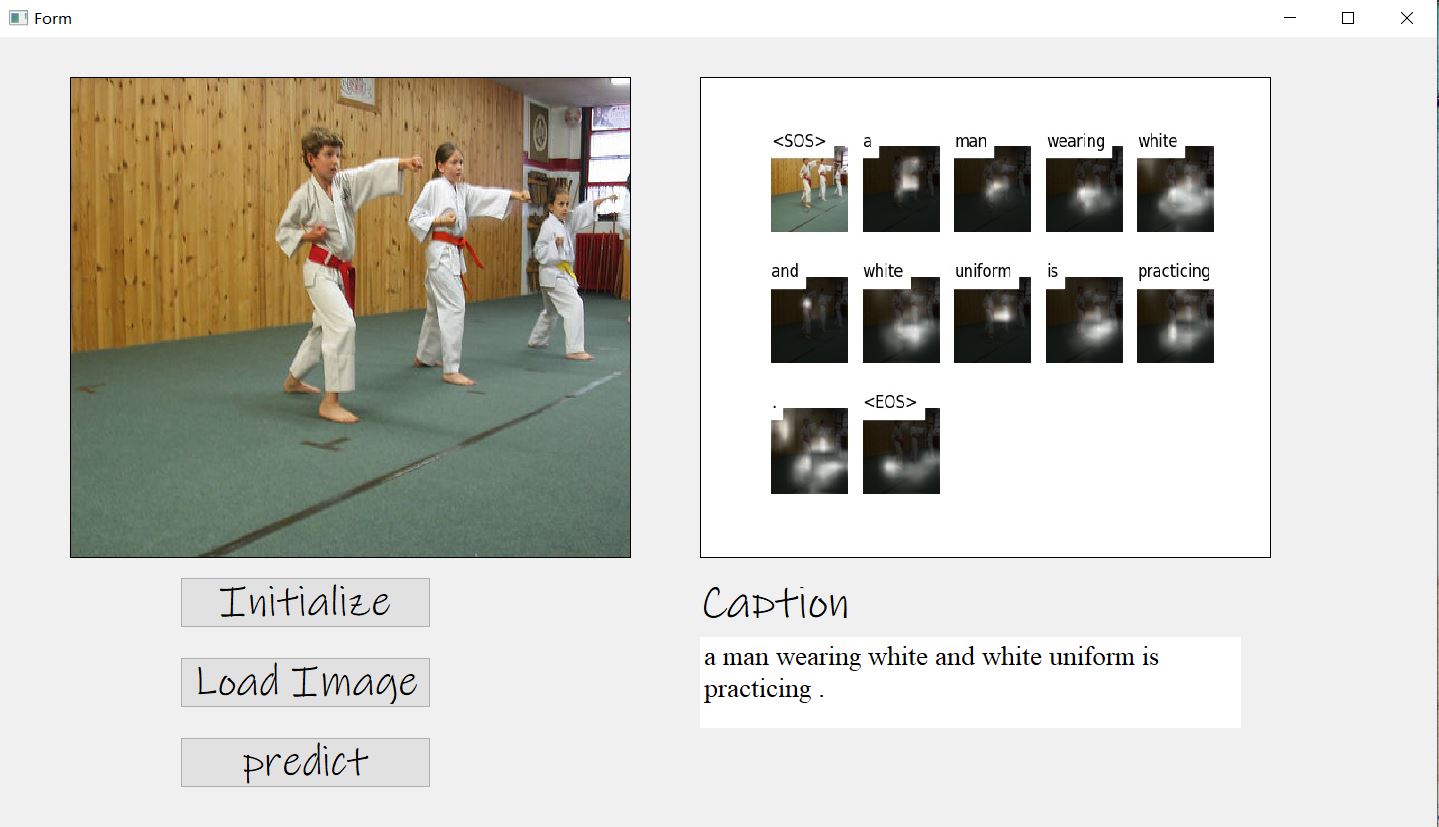 Form
<SOS> a man wearing white
and white uniform is practicing
. <EOS>
Initialize
Load Image
predict
Caption
a man wearing white and white uniform is
practicing .